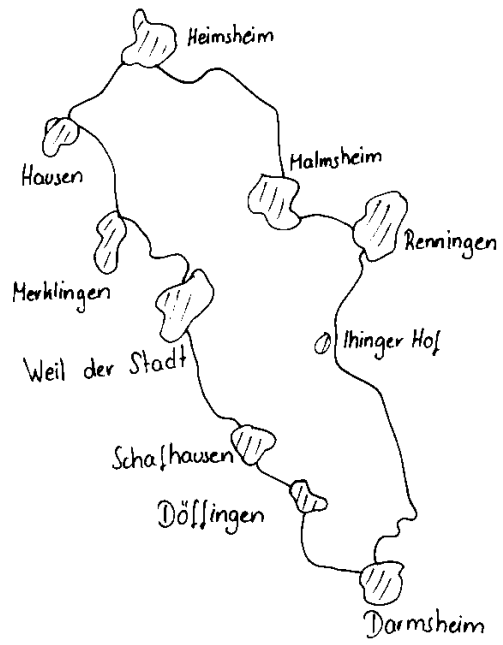 Heimsheim
Malmsheim
Hausen
Renningen
Merklingen
Ihinger Hof
Weil der Stadt
Schafhausen
Döffingen
Darmsheim